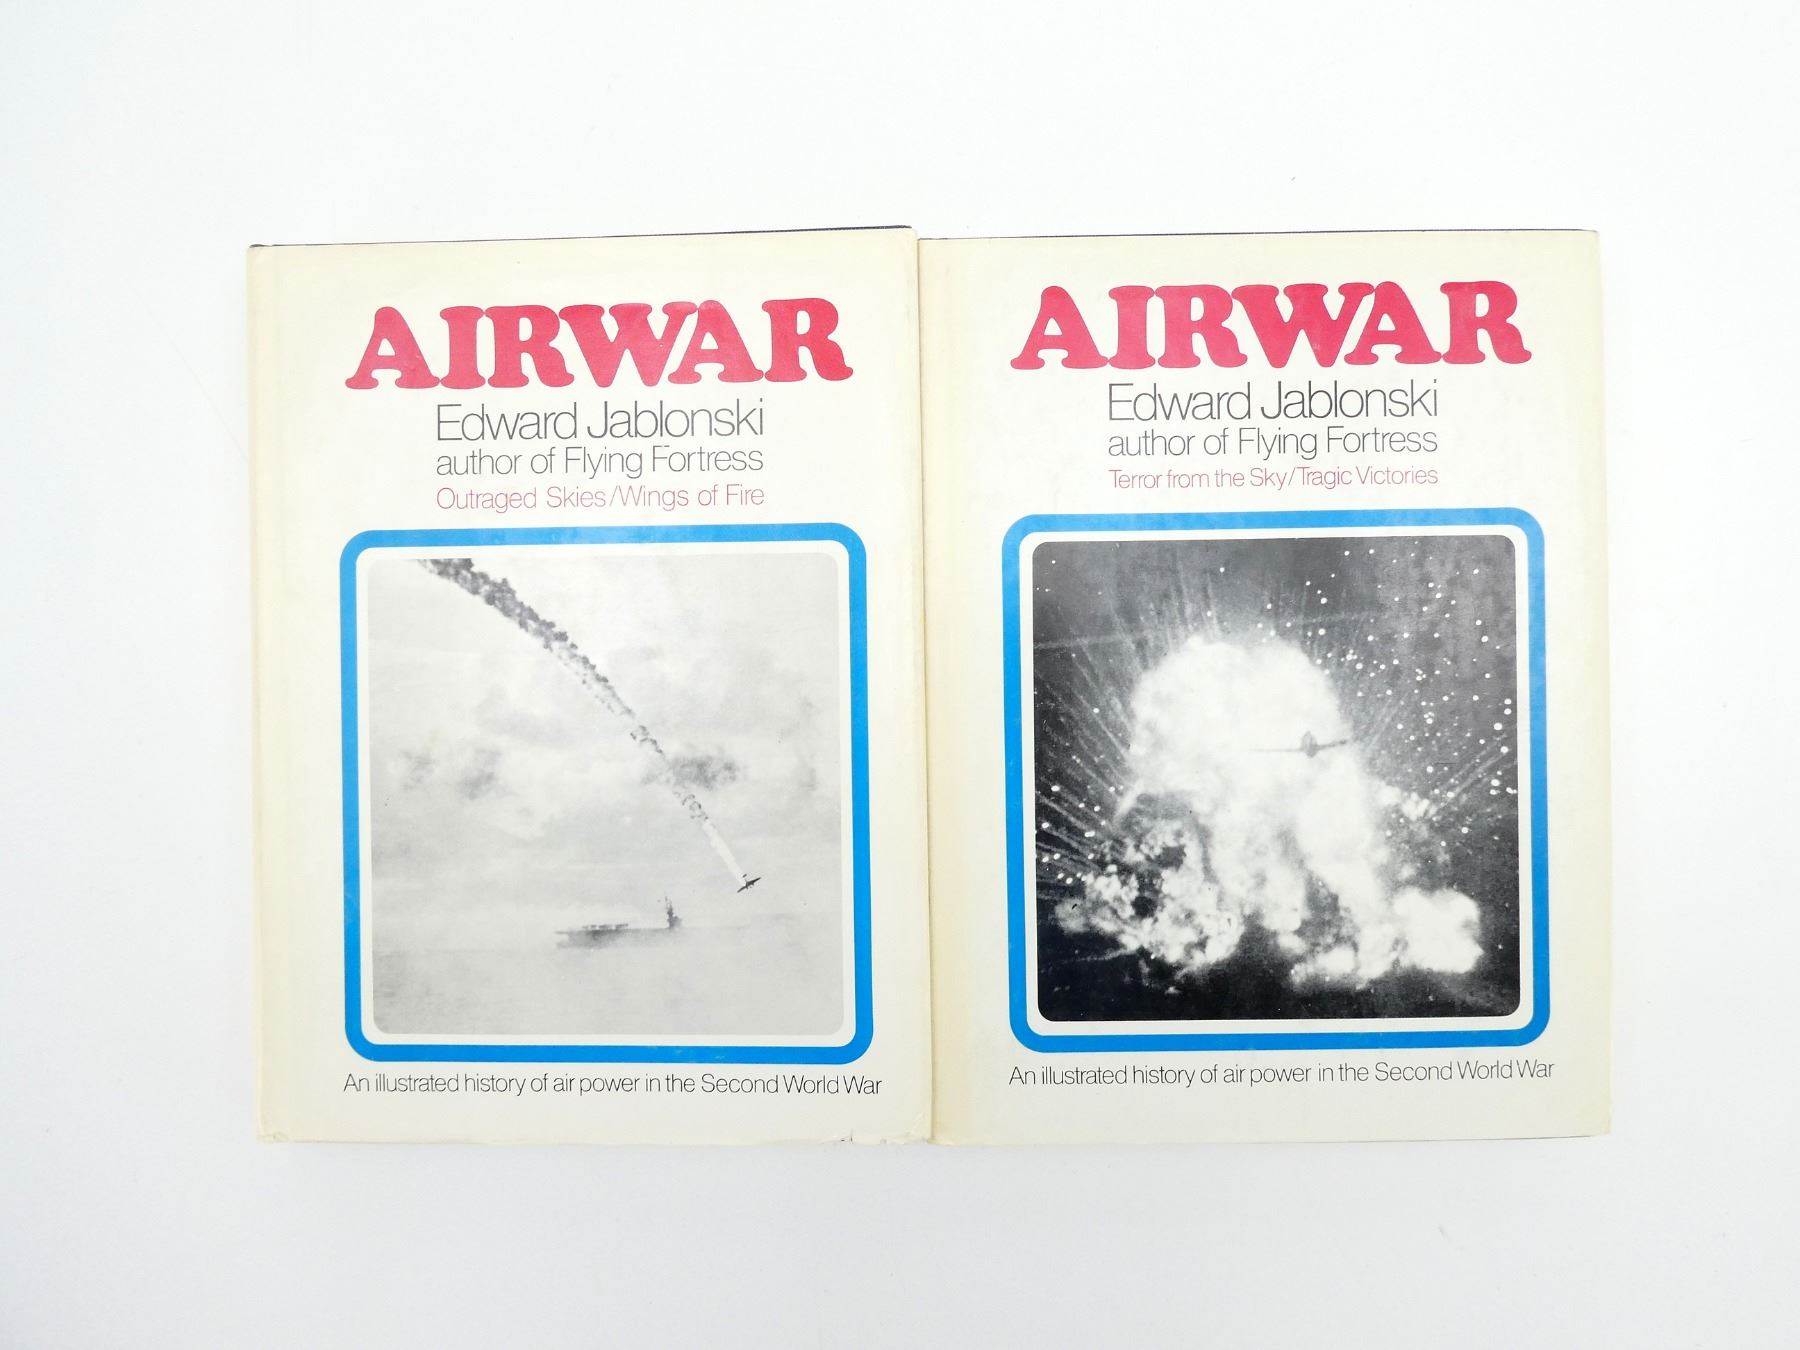 AIRWAR
Edward Jablonski
author of Flying Fortress
Outraged Skies/Wings of Fire
An illustrated history of air power in the Second World War
AIRWAR
Edward Jablonski
author of Flying Fortress
Terror from the Sky/Tragic Victories
An illustrated history of air power in the Second World War